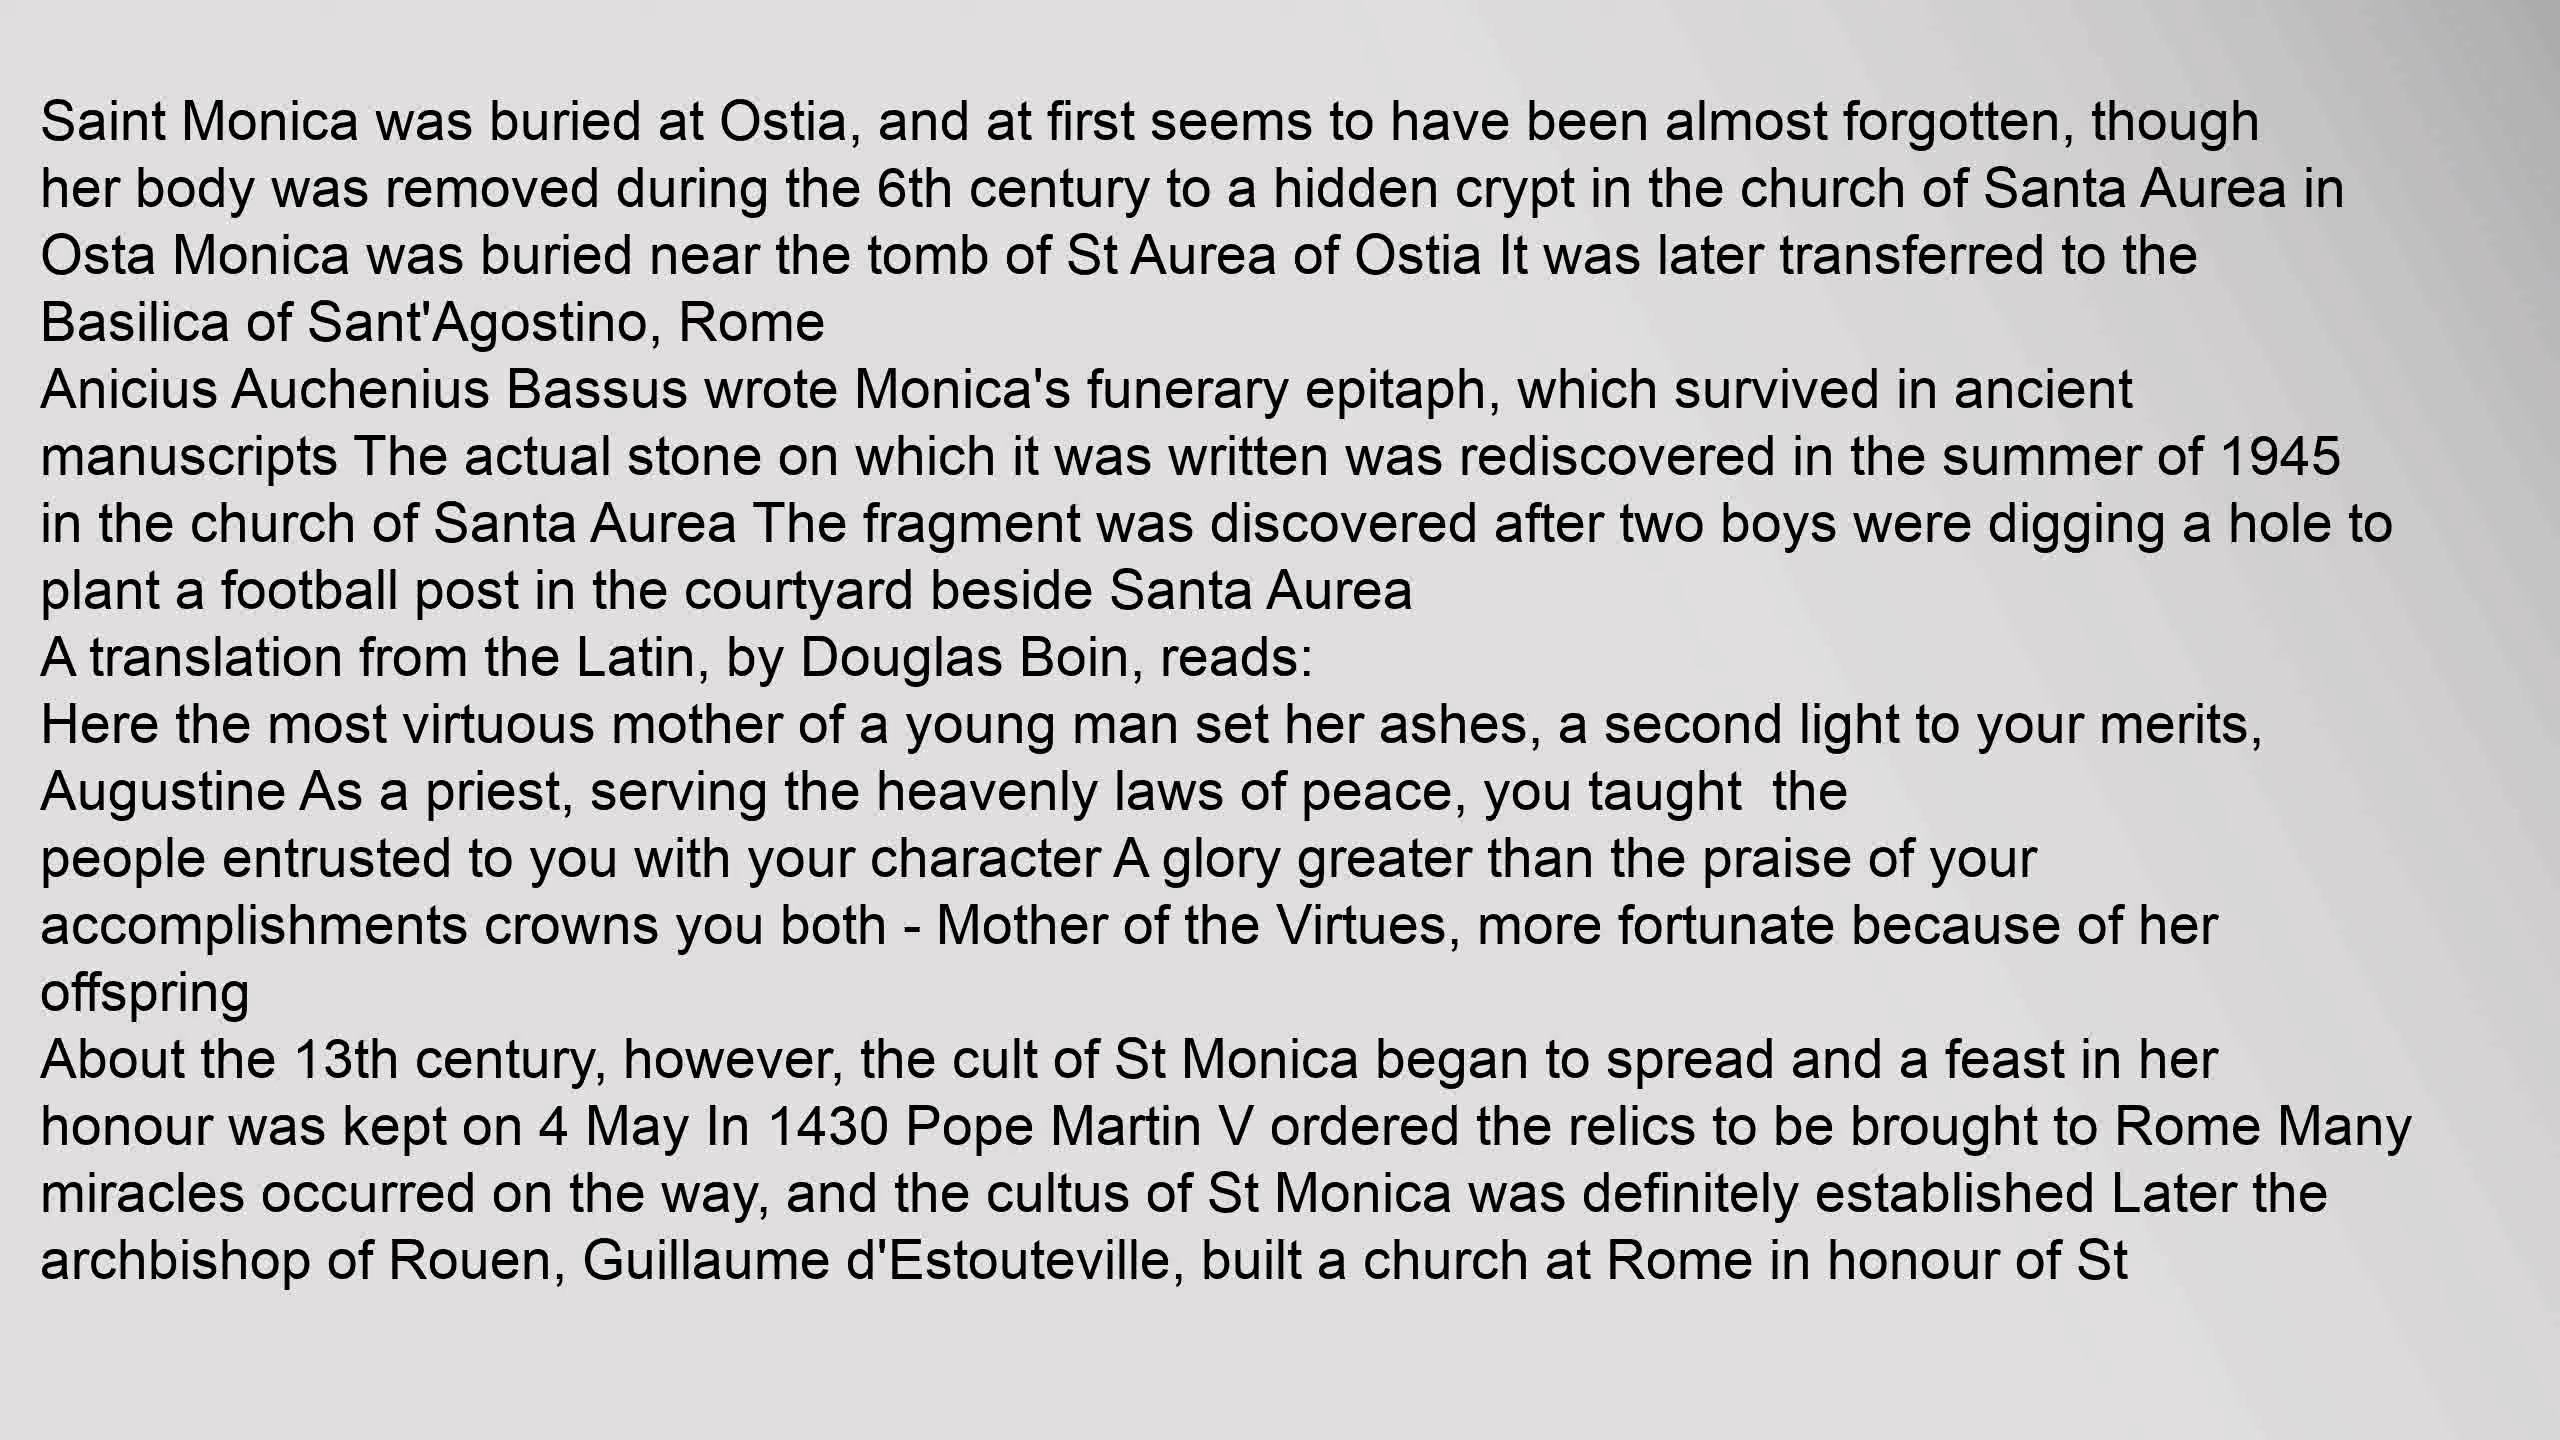 Saint Monica was buried at Ostia, and at first seems to have been almost forgotten, though
her body was removed during the 6th century to a hidden crypt in the church of Santa Aurea in
Osta Monica was buried near the tomb of St Aurea of Ostia It was later transferred to the
Basilica of Sant'Agostino, Rome
Anicius Auchenius Bassus wrote Monica's funerary epitaph, which survived in ancient
manuscripts The actual stone on which it was written was rediscovered in the summer of 1945
in the church of Santa Aurea The fragment was discovered after two boys were digging a hole to
plant a football post in the courtyard beside Santa Aurea
A translation from the Latin, by Douglas Boin, reads:
Here the most virtuous mother of a young man set her ashes, a second light to your merits,
Augustine As a priest, serving the heavenly laws of peace, you taught  the
people entrusted to you with your character A glory greater than the praise of your
accomplishments crowns you both - Mother of the Virtues, more fortunate because of her
offspring
About the 13th century, however, the cult of St Monica began to spread and a feast in her
honour was kept on 4 May In 1430 Pope Martin V ordered the relics to be brought to Rome Many
miracles occurred on the way, and the cultus of St Monica was definitely established Later the
archbishop of Rouen, Guillaume d'Estouteville, built a church at Rome in honour of St